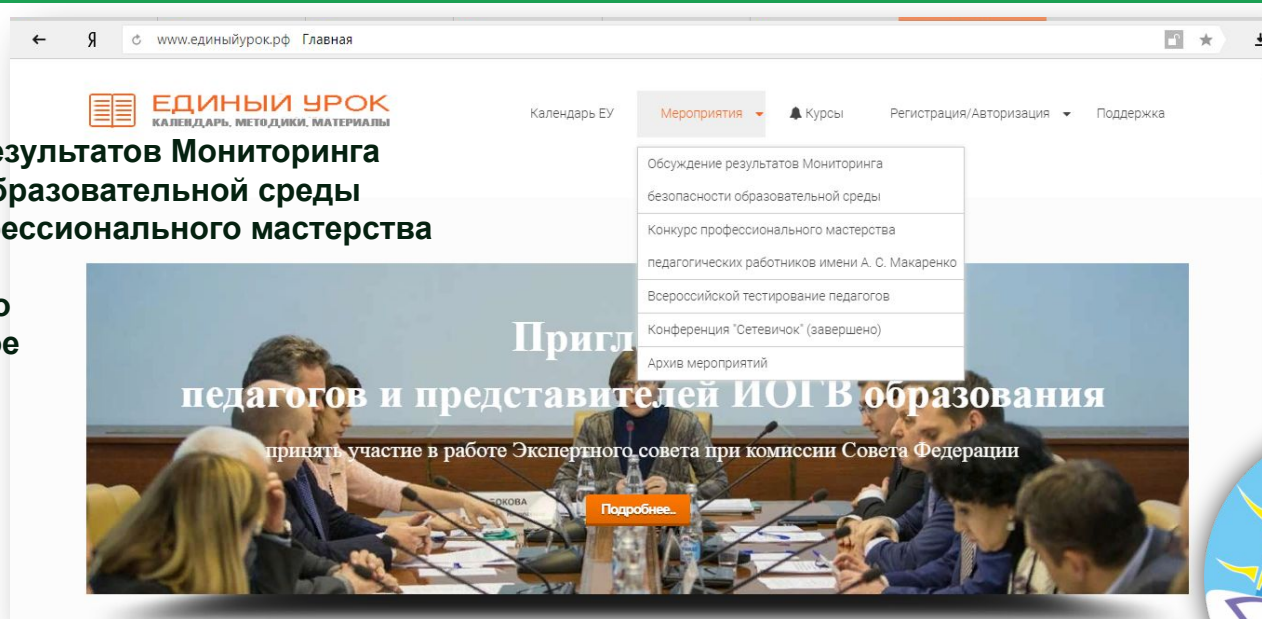 Я www.единыйурок.рф Главная
ЕДИНЫЙ УРОК
КАЛЕНДАРЬ, МЕТОДИКИ, МАТЕРИАЛЫ
Календарь ЕУ Мероприятия Курсы Регистрация/Авторизация Поддержка
Обсуждение результатов Мониторинга
безопасности образовательной среды
Конкурс профессионального мастерства
педагогических работников имени А. С. Макаренко
Всероссийской тестирование педагогов
Конференция "Сетевичок" (завершено)
Архив мероприятий
езультатов Мониторинга
бразовательной среды
ессионального мастерства
о
ое
Пригл
педагогов и представителей ИОГВ образования
принять участие в работе Экспертного совета при комиссии Совета Федерации
БОКОВА
Подробнее..